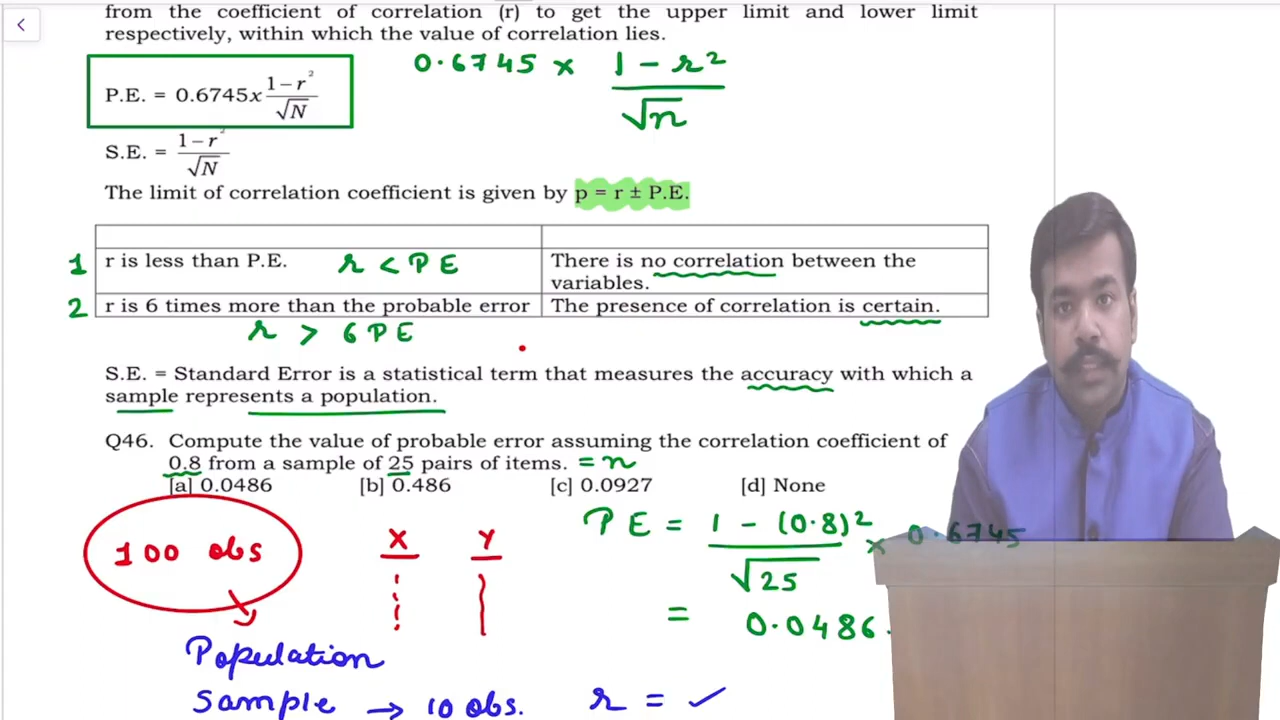 from the coefficient of correlation (r) to get the upper limit and lower limit
respectively, within which the value of correlation lies.
P.E. = 0.6745x 1 – r² / √N
0.6745 × 1 – r² / √n
S.E. = 1 – r² / √N
The limit of correlation coefficient is given by p = r ± P.E.
1 r is less than P.E. r < PE There is no correlation between the
variables.
2 r is 6 times more than the probable error The presence of correlation is certain.
r > 6 PE
S.E. = Standard Error is a statistical term that measures the accuracy with which a
sample represents a population.
Q46. Compute the value of probable error assuming the correlation coefficient of
0.8 from a sample of 25 pairs of items. = n
[a] 0.0486 [b] 0.486 [c] 0.0927 [d] None
PE = 1 – (0.8)² / √25 × 0.6745
100 obs X Y
= 0.0486.
Population
Sample → 10 obs. r = ✓